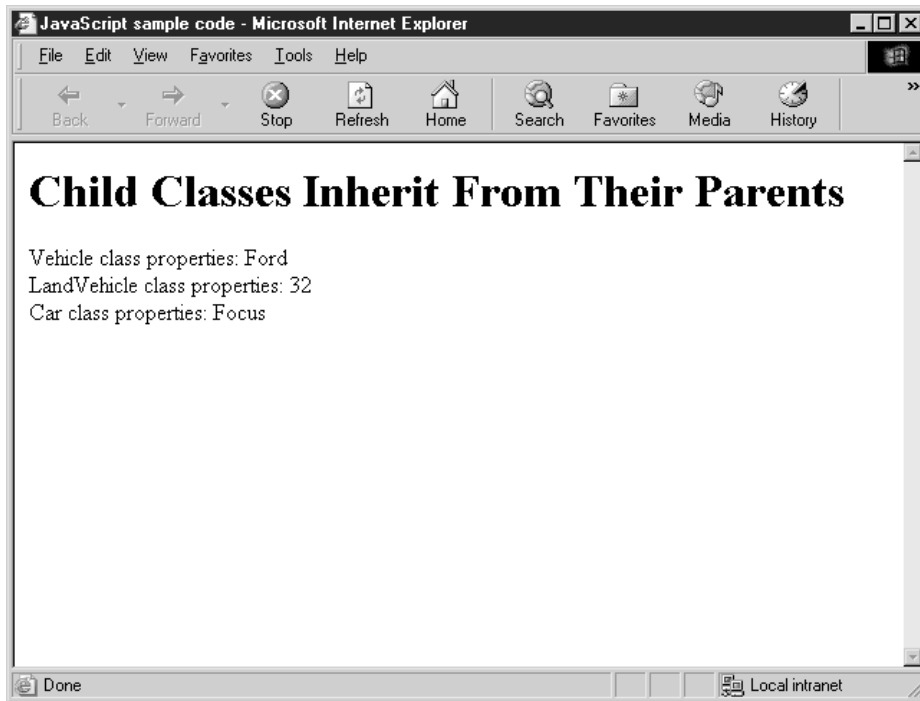 JavaScript sample code - Microsoft Internet Explorer
File Edit View Favorites Tools Help
Back Forward Stop Refresh Home Search Favorites Media History »
Child Classes Inherit From Their Parents
Vehicle class properties: Ford
LandVehicle class properties: 32
Car class properties: Focus
Done Local intranet